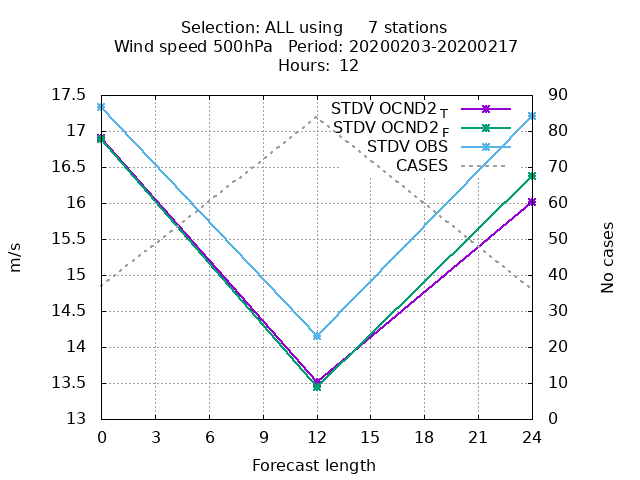 Selection: ALL using 7 stations
Wind speed 500hPa Period: 20200203-20200217
Hours: 12
17.5
17
16.5
16
15.5
15
14.5
14
13.5
13
m/s
STDV OCND2T
STDV OCND2F
STDV OBS
CASES
90
80
70
60
50
40
30
20
10
0
No cases
0 3 6 9 12 15 18 21 24
Forecast length